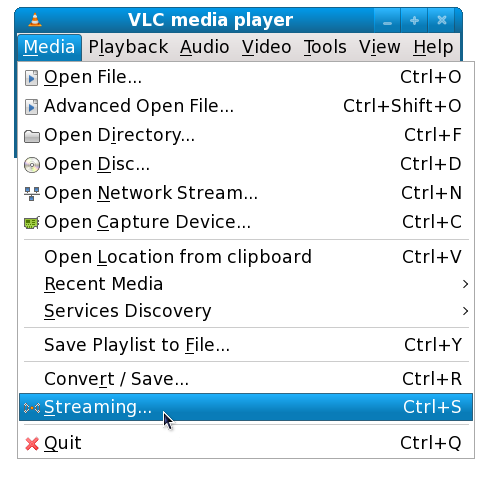 VLC media player
Media Playback Audio Video Tools View Help
Open File... Ctrl+O
Advanced Open File... Ctrl+Shift+O
Open Directory... Ctrl+F
Open Disc... Ctrl+D
Open Network Stream... Ctrl+N
Open Capture Device... Ctrl+C
Open Location from clipboard Ctrl+V
Recent Media
Services Discovery
Save Playlist to File... Ctrl+Y
Convert / Save... Ctrl+R
Streaming... Ctrl+S
Quit Ctrl+Q